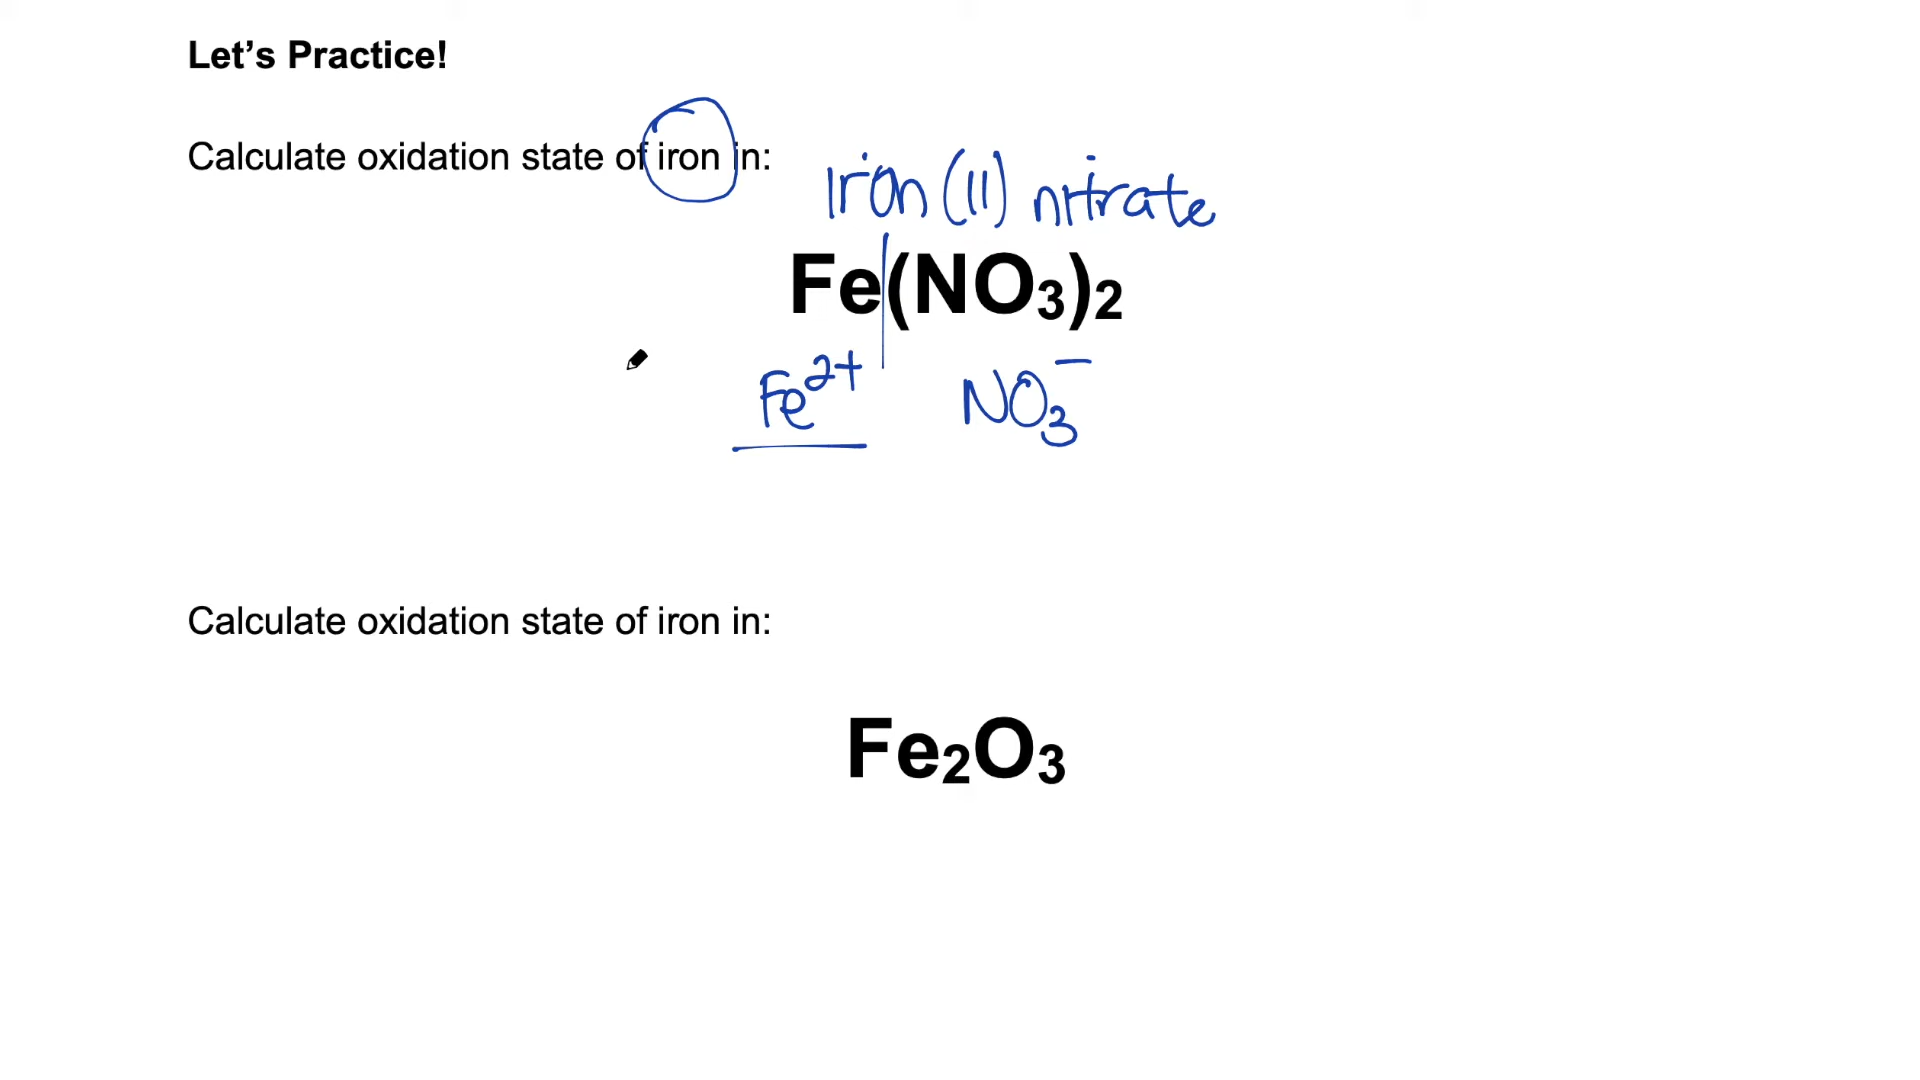 Let’s Practice!
Calculate oxidation state of iron in:
Iron (II) nitrate
Fe(NO₃)₂
Fe²⁺ NO₃⁻
Calculate oxidation state of iron in:
Fe₂O₃